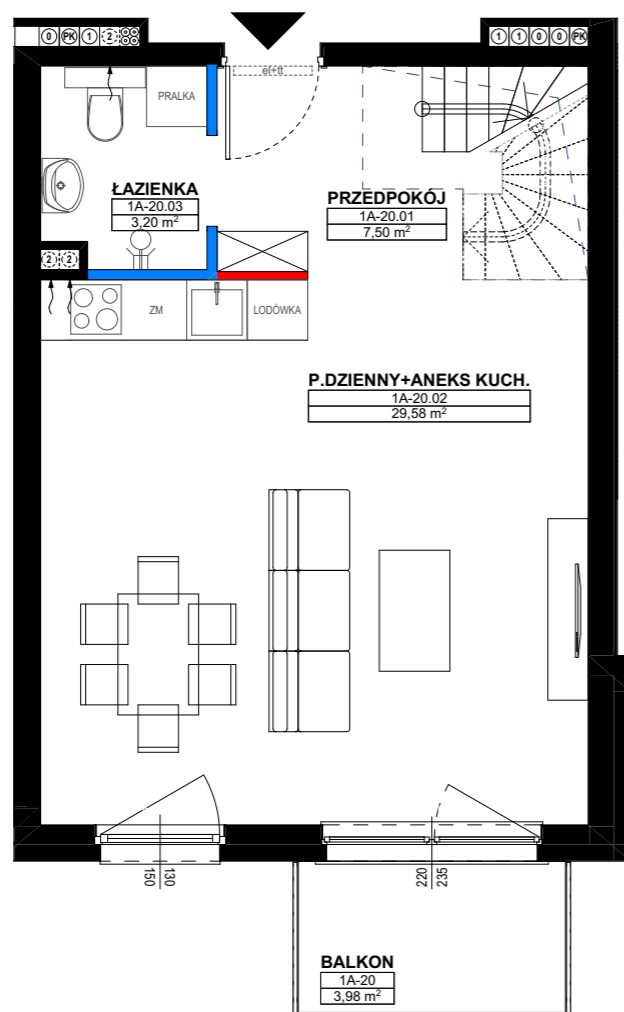 0 PK 1 2
1 1 0 0 PK
el+tt
PRALKA
ŁAZIENKA
1A-20.03
3,20 m²
PRZEDPOKÓJ
1A-20.01
7,50 m²
2 2
ZM
LODÓWKA
P.DZIENNY+ANEKS KUCH.
1A-20.02
29,58 m²
150 130
220 235
BALKON
1A-20
3,98 m²